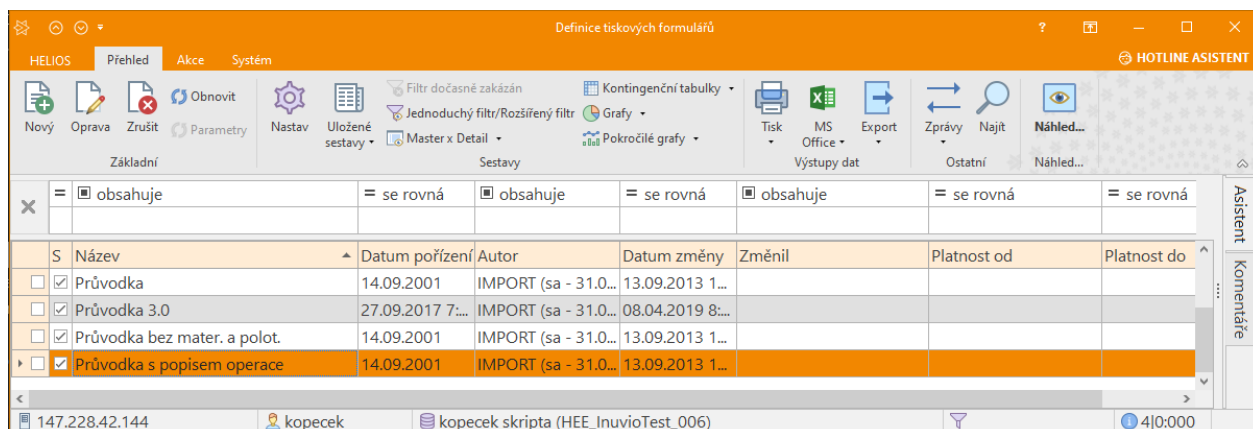 Definice tiskových formulářů
?
HELIOS Přehled Akce Systém HOTLINE ASISTENT
Nový Oprava Zrušit Obnovit Parametry
Základní
Nastav Uložené sestavy Filtr dočasně zakázán Kontingenční tabulky
Jednoduchý filtr/Rozšířený filtr Grafy
Master x Detail Pokročilé grafy
Sestavy
Tisk MS Office Export
Výstupy dat
Zprávy Najít
Ostatní
Náhled...
Náhled...
= obsahuje = se rovná obsahuje = se rovná obsahuje = se rovná = se rovná
S Název Datum pořízení Autor Datum změny Změnil Platnost od Platnost do
Průvodka 14.09.2001 IMPORT (sa - 31.0... 13.09.2013 1...
Průvodka 3.0 27.09.2017 7:... IMPORT (sa - 31.0... 08.04.2019 8:...
Průvodka bez mater. a polot. 14.09.2001 IMPORT (sa - 31.0... 13.09.2013 1...
Průvodka s popisem operace 14.09.2001 IMPORT (sa - 31.0... 13.09.2013 1...
147.228.42.144 kopecek kopecek skripta (HEE_InuvioTest_006) 4|0:000
Asistent
Komentáře